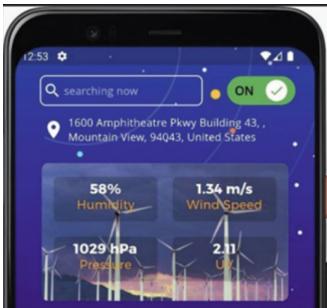 12:53
searching now
ON
1600 Amphitheatre Pkwy Building 43, ,
Mountain View, 94043, United States
58%
Humidity
1.34 m/s
Wind Speed
1029 hPa
Pressure
2.11
UV